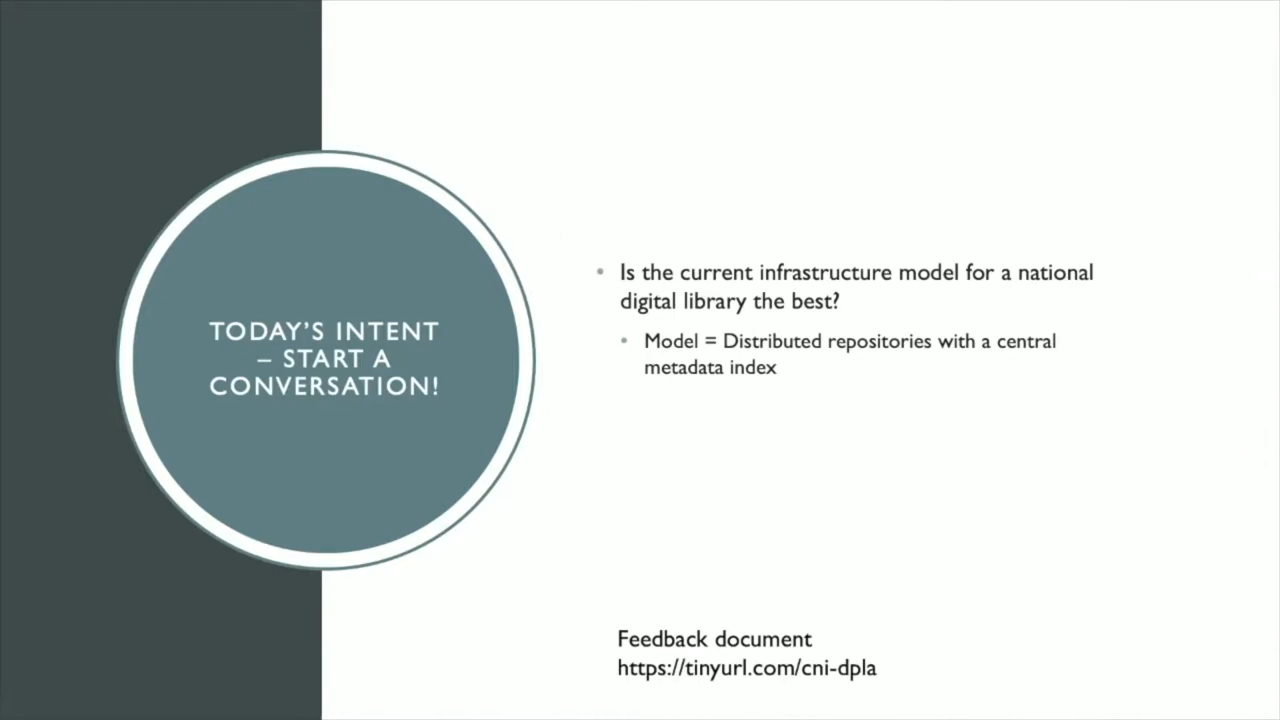 TODAY’S INTENT
– START A
CONVERSATION!
• Is the current infrastructure model for a national
digital library the best?
• Model = Distributed repositories with a central
metadata index
Feedback document
https://tinyurl.com/cni-dpla